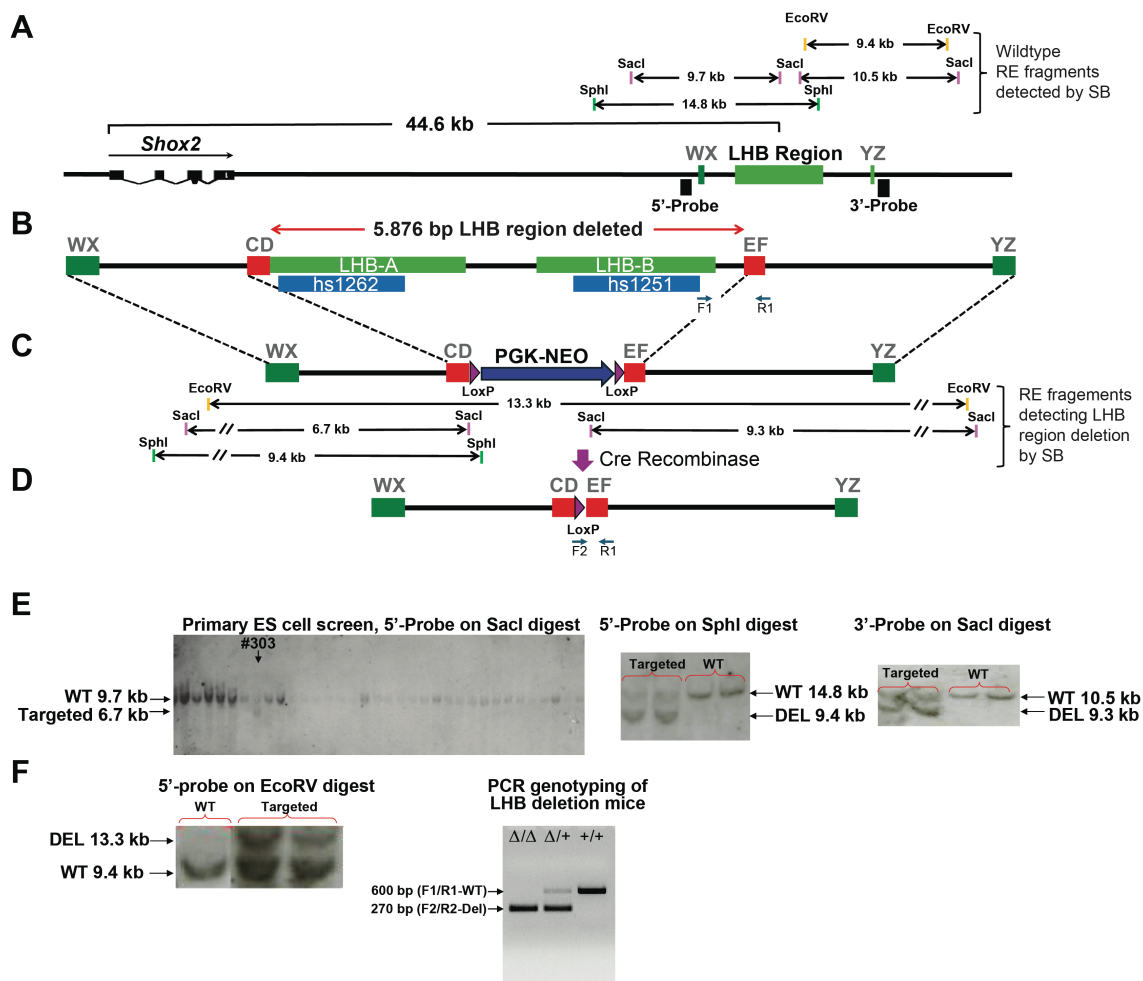 A
EcoRV
EcoRV
9.4 kb
SacI
SacI
SacI
9.7 kb
10.5 kb
SphI
SphI
14.8 kb
Wildtype
RE fragments
detected by SB
44.6 kb
Shox2
WX
LHB Region
YZ
5'-Probe
3'-Probe
B
5.876 bp LHB region deleted
WX
CD
EF
YZ
LHB-A
LHB-B
hs1262
hs1251
F1
R1
C
WX
CD
PGK-NEO
EF
YZ
LoxP
LoxP
EcoRV
EcoRV
13.3 kb
SacI
SacI
SacI
SacI
6.7 kb
9.3 kb
SphI
SphI
9.4 kb
RE fragements
detecting LHB
region deletion
by SB
Cre Recombinase
D
WX
CD
EF
YZ
LoxP
F2
R1
E
Primary ES cell screen, 5'-Probe on SacI digest
#303
WT 9.7 kb
Targeted 6.7 kb
5'-Probe on SphI digest
Targeted
WT
WT 14.8 kb
DEL 9.4 kb
3'-Probe on SacI digest
Targeted
WT
WT 10.5 kb
DEL 9.3 kb
F
5'-probe on EcoRV digest
WT
Targeted
DEL 13.3 kb
WT 9.4 kb
PCR genotyping of
LHB deletion mice
Δ/Δ Δ/+ +/+
600 bp (F1/R1-WT)
270 bp (F2/R2-Del)